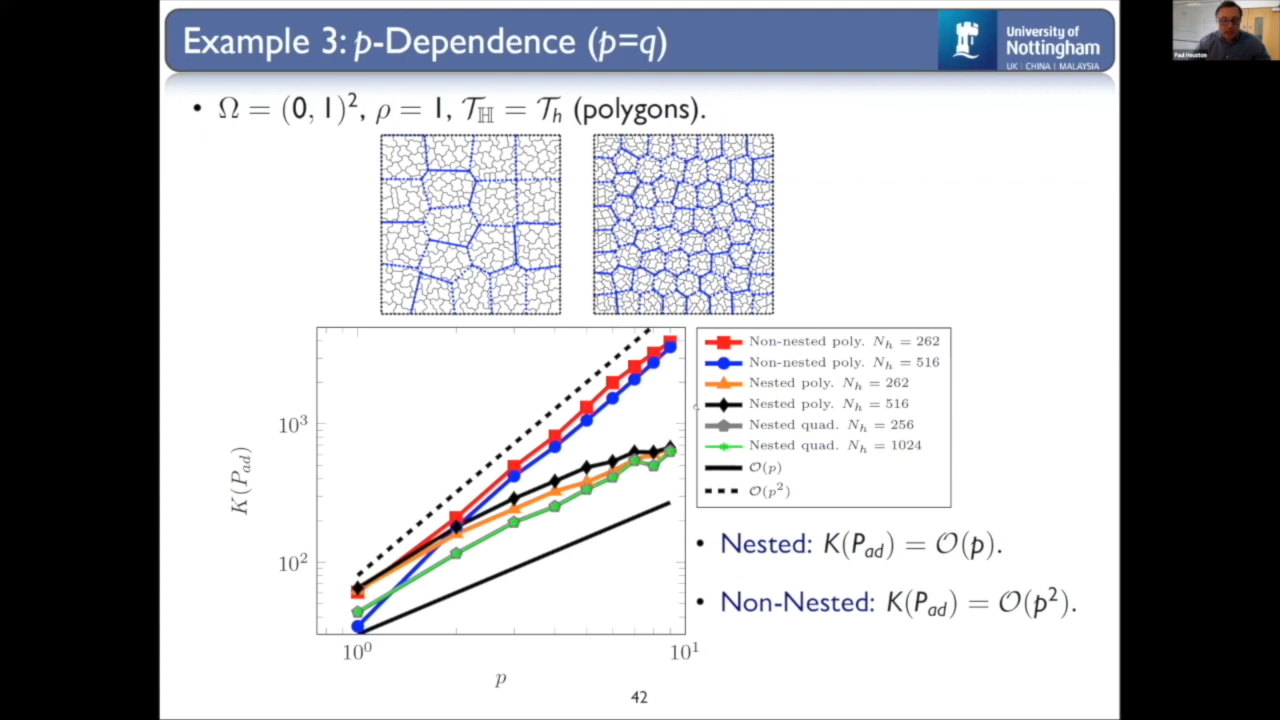 Example 3: p-Dependence (p=q)
University of
Nottingham
UK | CHINA | MALAYSIA
Paul Houston
• Ω = (0, 1)², ρ = 1, 𝒯_ℍ = 𝒯_h (polygons).
Non-nested poly. N_h = 262
Non-nested poly. N_h = 516
Nested poly. N_h = 262
Nested poly. N_h = 516
Nested quad. N_h = 256
Nested quad. N_h = 1024
𝒪(p)
𝒪(p²)
10³
10²
K(P_ad)
10⁰
10¹
p
• Nested: K(P_ad) = 𝒪(p).
• Non-Nested: K(P_ad) = 𝒪(p²).
42